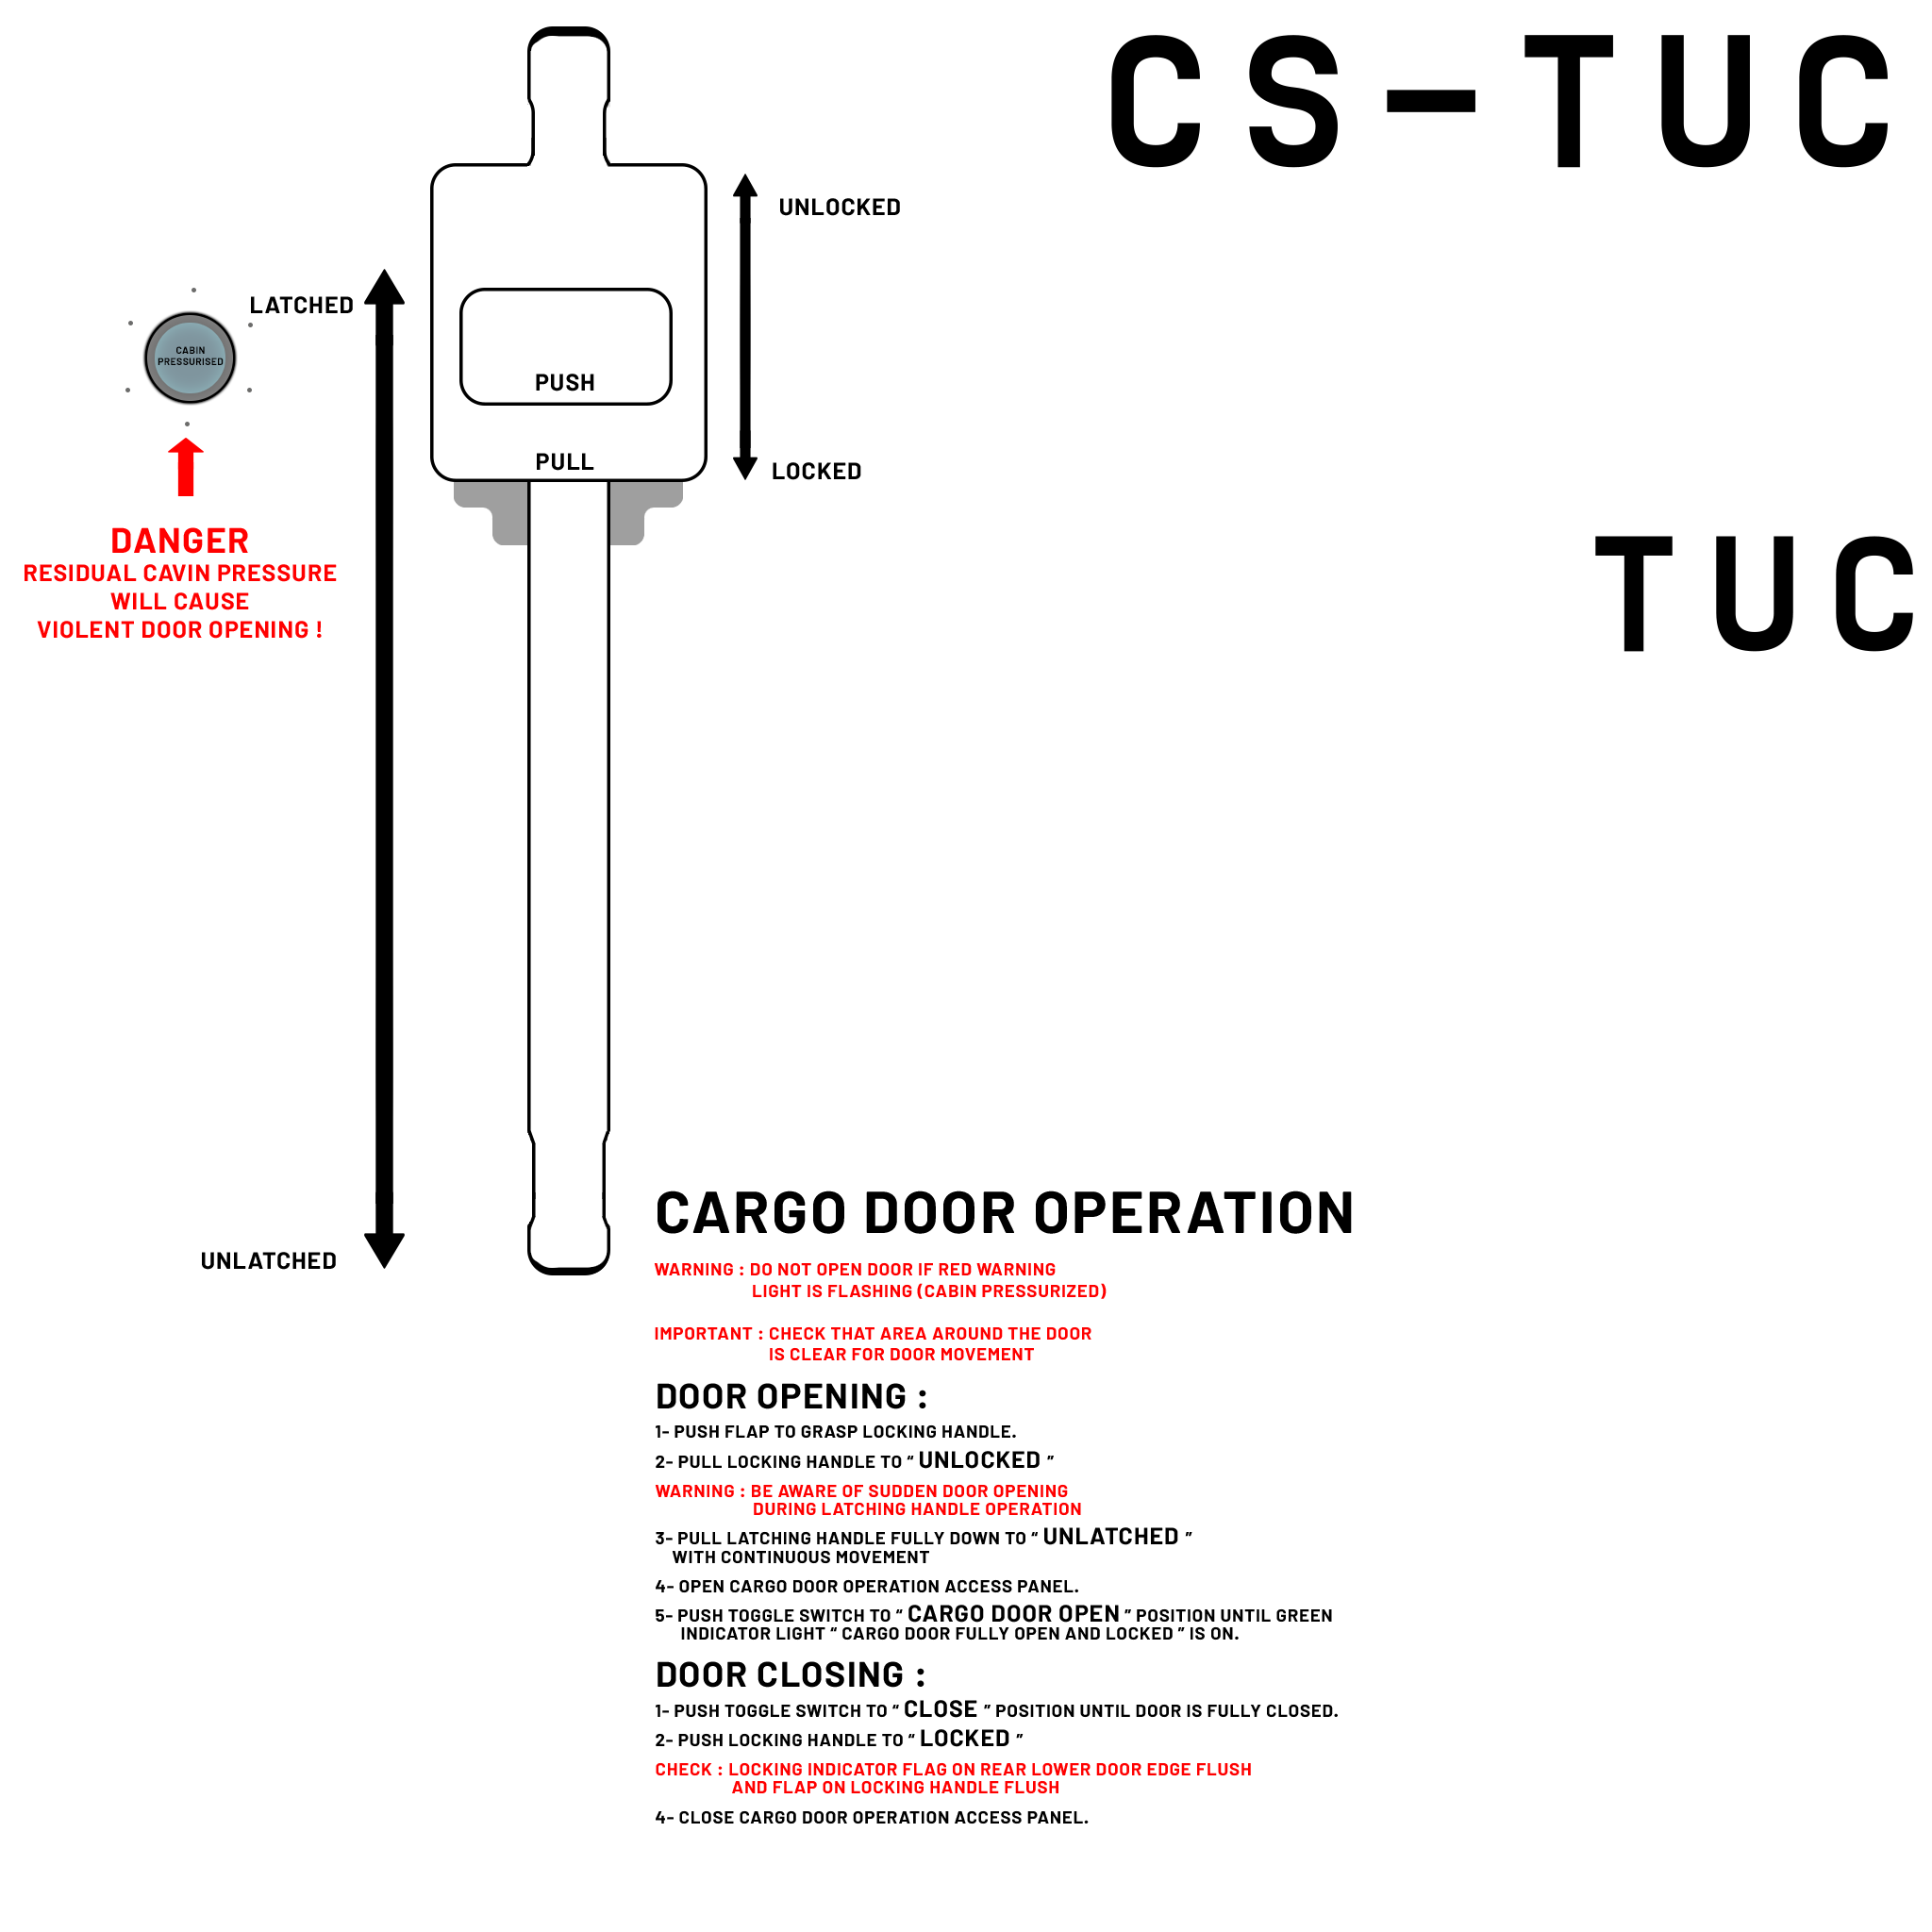 CS-TUC
UNLOCKED
LATCHED
CABIN
PRESSURISED
PUSH
PULL
LOCKED
DANGER
RESIDUAL CAVIN PRESSURE
WILL CAUSE
VIOLENT DOOR OPENING !
TUC
UNLATCHED
CARGO DOOR OPERATION
WARNING : DO NOT OPEN DOOR IF RED WARNING
LIGHT IS FLASHING (CABIN PRESSURIZED)
IMPORTANT : CHECK THAT AREA AROUND THE DOOR
IS CLEAR FOR DOOR MOVEMENT
DOOR OPENING :
1- PUSH FLAP TO GRASP LOCKING HANDLE.
2- PULL LOCKING HANDLE TO “ UNLOCKED ”
WARNING : BE AWARE OF SUDDEN DOOR OPENING
DURING LATCHING HANDLE OPERATION
3- PULL LATCHING HANDLE FULLY DOWN TO “ UNLATCHED ”
WITH CONTINUOUS MOVEMENT
4- OPEN CARGO DOOR OPERATION ACCESS PANEL.
5- PUSH TOGGLE SWITCH TO “ CARGO DOOR OPEN ” POSITION UNTIL GREEN
INDICATOR LIGHT “ CARGO DOOR FULLY OPEN AND LOCKED ” IS ON.
DOOR CLOSING :
1- PUSH TOGGLE SWITCH TO “ CLOSE ” POSITION UNTIL DOOR IS FULLY CLOSED.
2- PUSH LOCKING HANDLE TO “ LOCKED ”
CHECK : LOCKING INDICATOR FLAG ON REAR LOWER DOOR EDGE FLUSH
AND FLAP ON LOCKING HANDLE FLUSH
4- CLOSE CARGO DOOR OPERATION ACCESS PANEL.